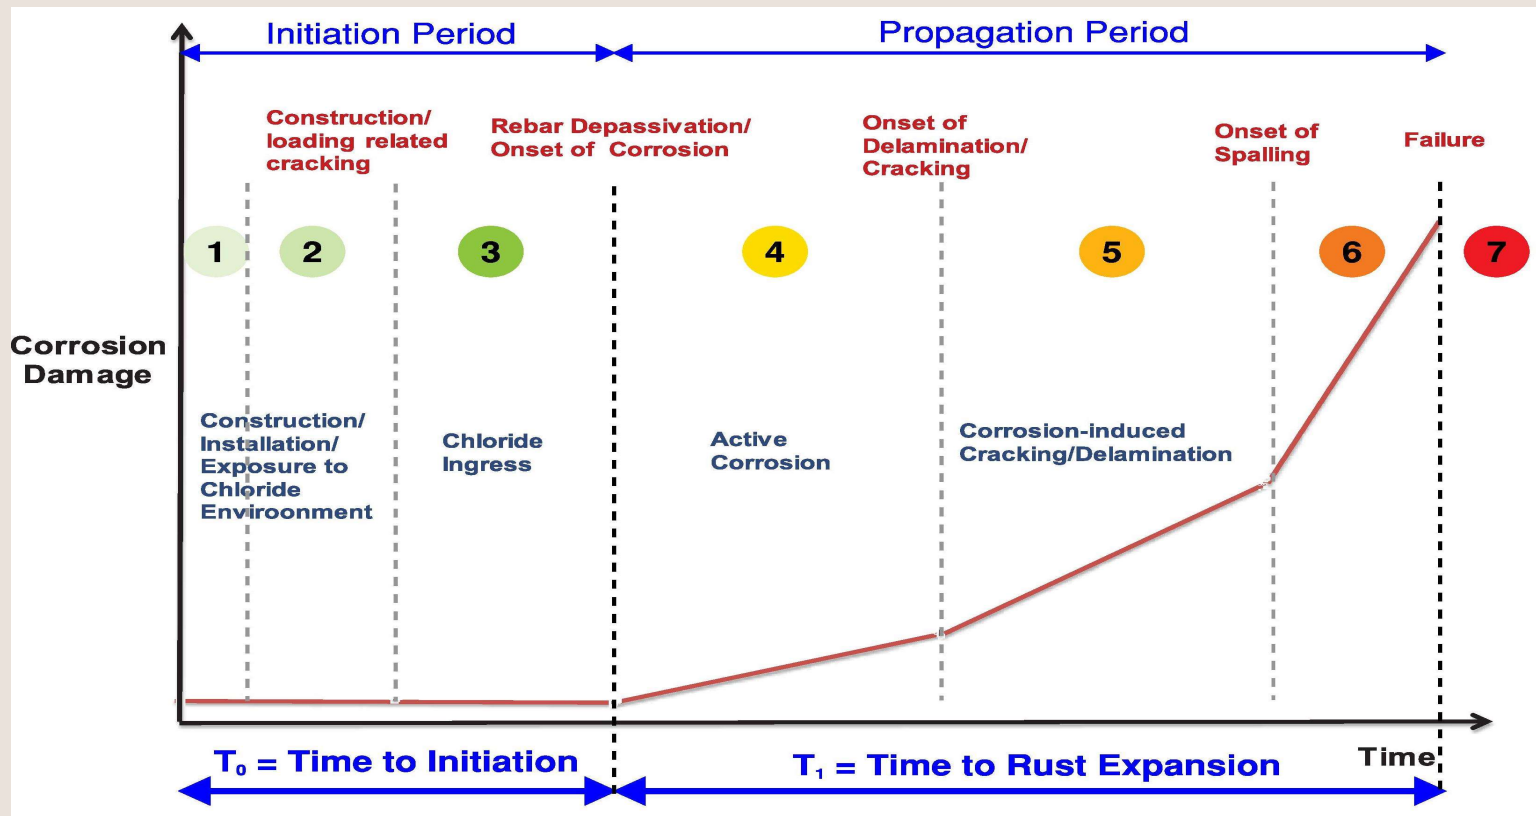 Initiation Period
Propagation Period
Construction/
loading related
cracking
Rebar Depassivation/
Onset of Corrosion
Onset of
Delamination/
Cracking
Onset of
Spalling
Failure
1
2
3
4
5
6
7
Corrosion
Damage
Construction/
Installation/
Exposure to
Chloride
Enviroonment
Chloride
Ingress
Active
Corrosion
Corrosion-induced
Cracking/Delamination
T₀ = Time to Initiation
T₁ = Time to Rust Expansion
Time